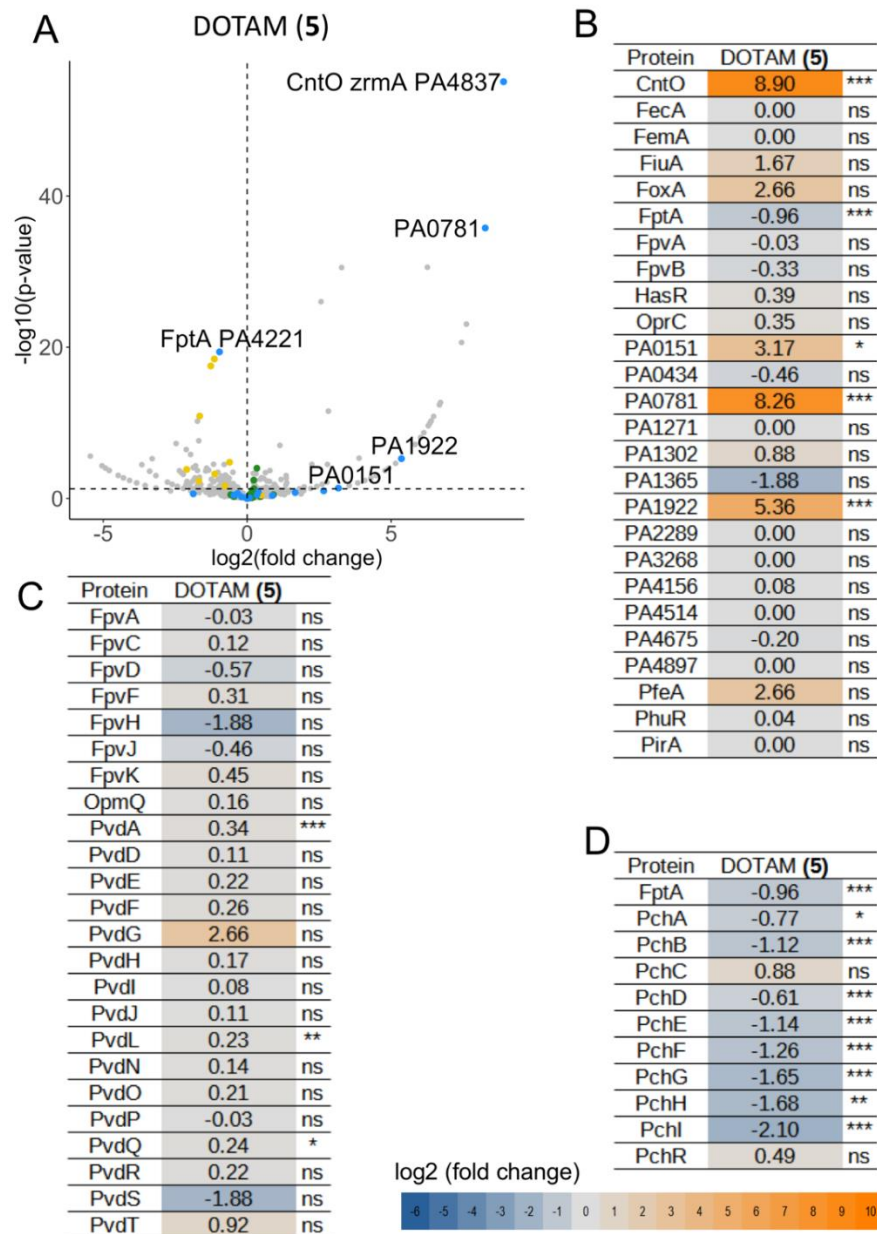 A
DOTAM (5)
CntO zrmA PA4837
PA0781
FptA PA4221
PA1922
PA0151
-log10(p-value)
40
20
0
-5
0
5
log2(fold change)
B
Protein DOTAM (5)
CntO 8.90 ***
FecA 0.00 ns
FemA 0.00 ns
FiuA 1.67 ns
FoxA 2.66 ns
FptA -0.96 ***
FpvA -0.03 ns
FpvB -0.33 ns
HasR 0.39 ns
OprC 0.35 ns
PA0151 3.17 *
PA0434 -0.46 ns
PA0781 8.26 ***
PA1271 0.00 ns
PA1302 0.88 ns
PA1365 -1.88 ns
PA1922 5.36 ***
PA2289 0.00 ns
PA3268 0.00 ns
PA4156 0.08 ns
PA4514 0.00 ns
PA4675 -0.20 ns
PA4897 0.00 ns
PfeA 2.66 ns
PhuR 0.04 ns
PirA 0.00 ns
C
Protein DOTAM (5)
FpvA -0.03 ns
FpvC 0.12 ns
FpvD -0.57 ns
FpvF 0.31 ns
FpvH -1.88 ns
FpvJ -0.46 ns
FpvK 0.45 ns
OpmQ 0.16 ns
PvdA 0.34 ***
PvdD 0.11 ns
PvdE 0.22 ns
PvdF 0.26 ns
PvdG 2.66 ns
PvdH 0.17 ns
PvdI 0.08 ns
PvdJ 0.11 ns
PvdL 0.23 **
PvdN 0.14 ns
PvdO 0.21 ns
PvdP -0.03 ns
PvdQ 0.24 *
PvdR 0.22 ns
PvdS -1.88 ns
PvdT 0.92 ns
D
Protein DOTAM (5)
FptA -0.96 ***
PchA -0.77 *
PchB -1.12 ***
PchC 0.88 ns
PchD -0.61 ***
PchE -1.14 ***
PchF -1.26 ***
PchG -1.65 ***
PchH -1.68 **
PchI -2.10 ***
PchR 0.49 ns
log2 (fold change)
-6 -5 -4 -3 -2 -1 0 1 2 3 4 5 6 7 8 9 10